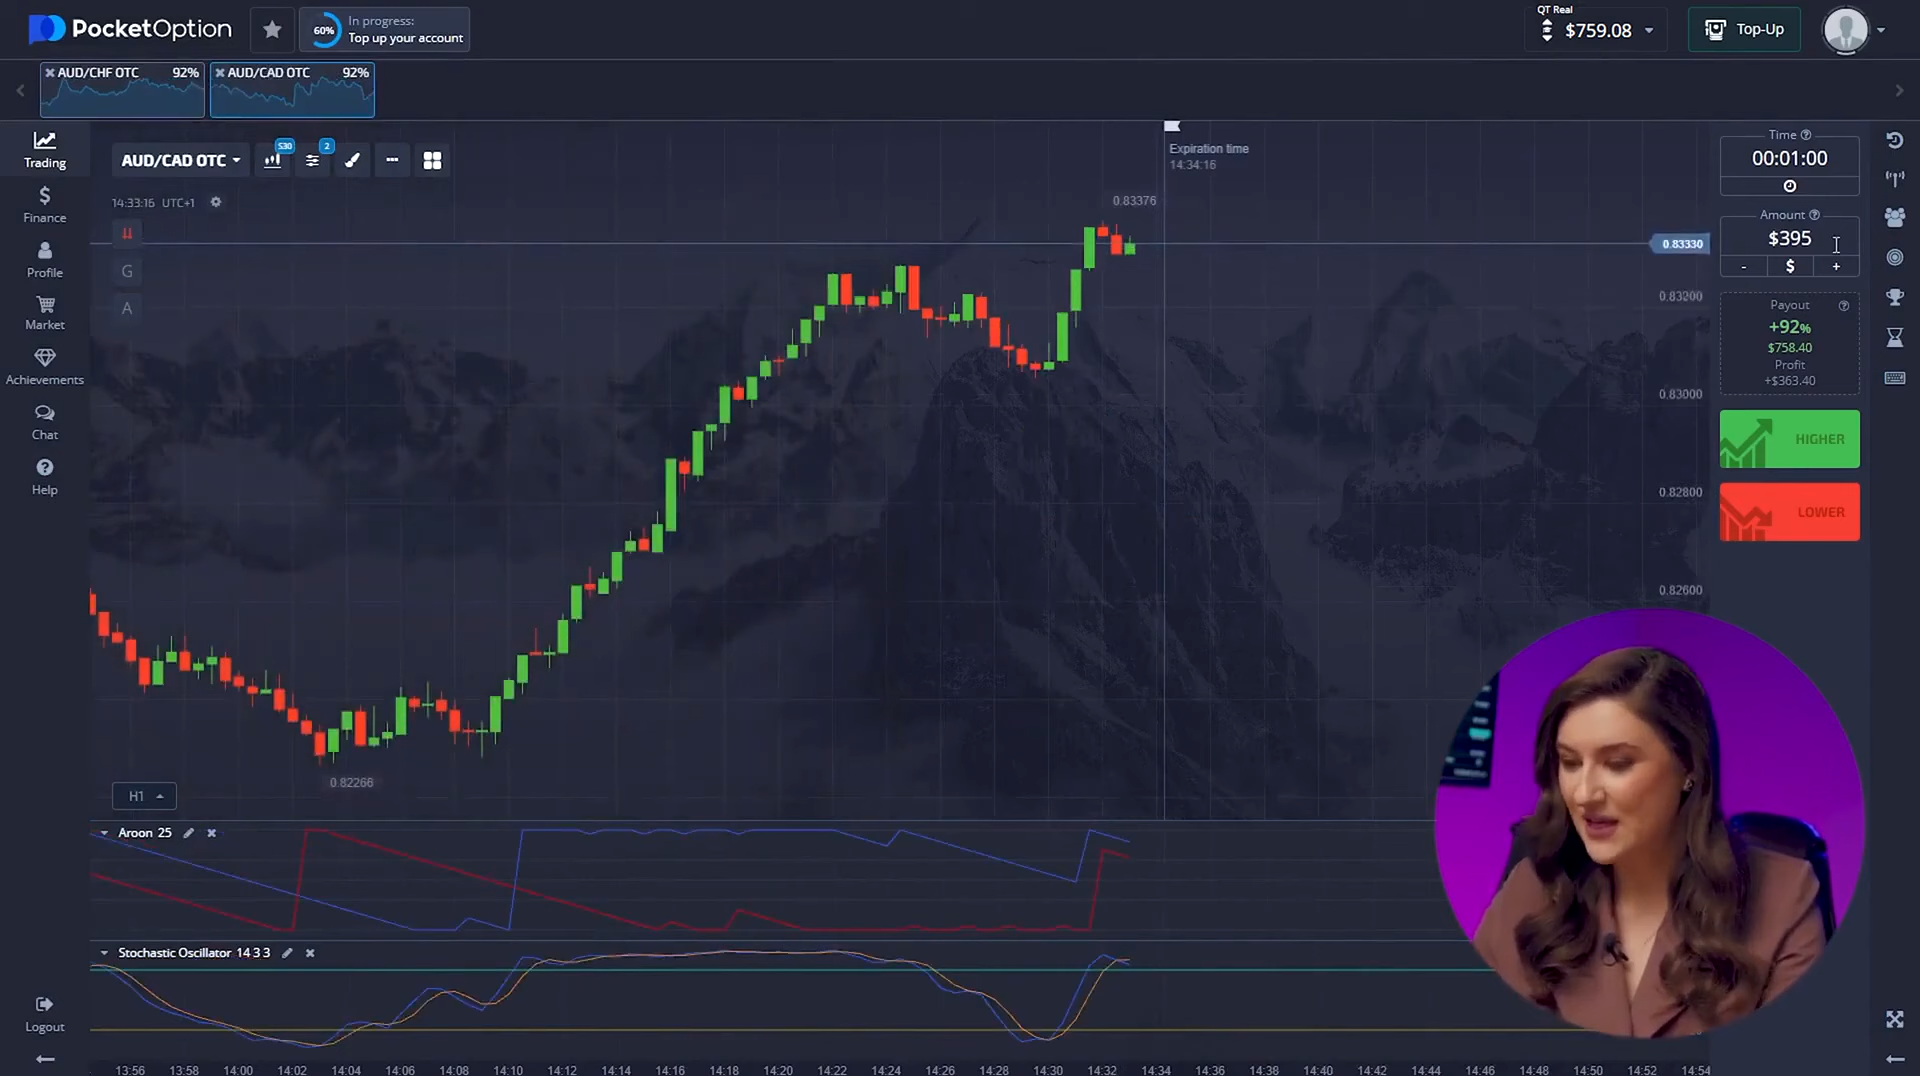 PocketOption
60%
In progress:
Top up your account
QT Real
$759.08
Top-Up
AUD/CHF OTC 92%
AUD/CAD OTC 92%
Trading
Finance
Profile
Market
Achievements
Chat
Help
Logout
AUD/CAD OTC
S30
2
14:33:16 UTC+1
G
A
Expiration time
14:34:16
0.83376
0.83330
0.83200
0.83000
0.82800
0.82600
0.82266
H1
Time
00:01:00
Amount
$395
- $ +
Payout
+92%
$758.40
Profit
+$363.40
HIGHER
LOWER
Aroon 25
Stochastic Oscillator 14 3 3
13:56 13:58 14:00 14:02 14:04 14:06 14:08 14:10 14:12 14:14 14:16 14:18 14:20 14:22 14:24 14:26 14:28 14:30 14:32 14:34 14:36 14:38 14:40 14:42 14:44 14:46 14:48 14:50 14:52 14:54